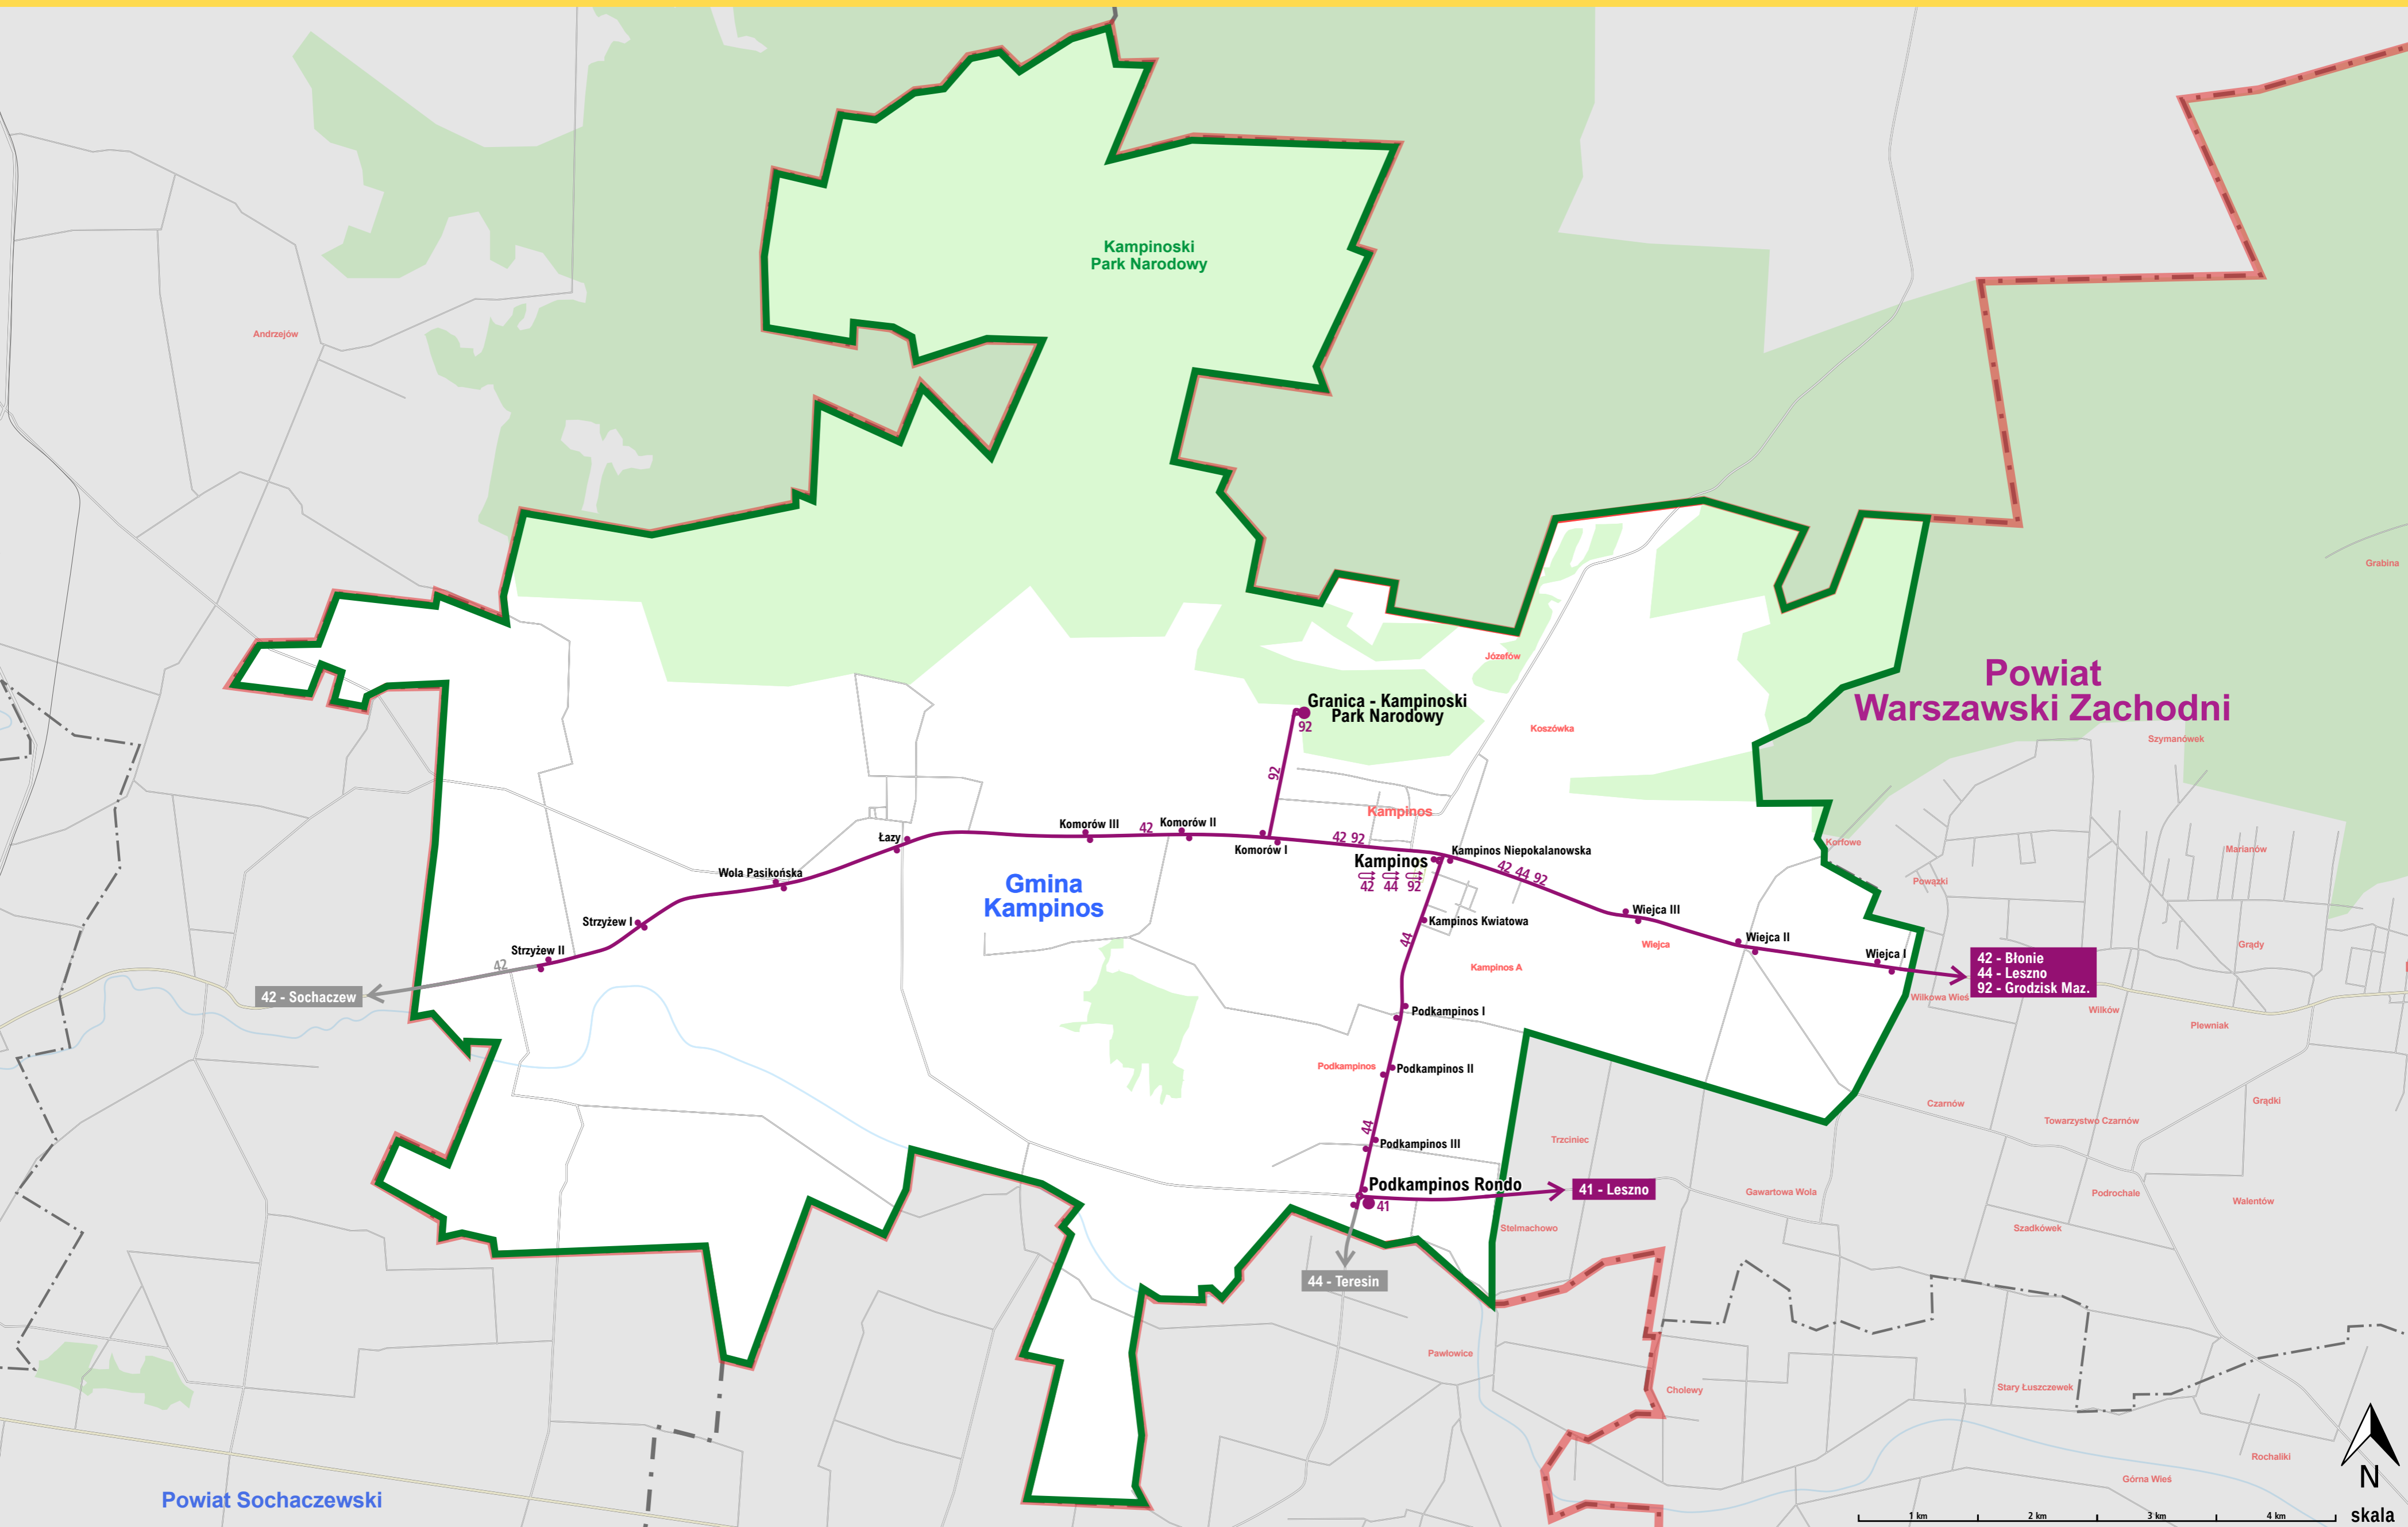 Kampinoski
Park Narodowy
Andrzejów
Grabina
Józefów
Powiat
Warszawski Zachodni
Granica - Kampinoski
Park Narodowy
92
Koszówka
Szymanówek
92
Kampinos
Komorów III
42
Komorów II
Łazy
Komorów I
42 92
Kampinos Niepokalanowska
Korfowe
Marianów
Kampinos
42 44 92
42 44 92
Wola Pasikońska
Gmina
Kampinos
Powązki
Wiejca III
Strzyżew I
Kampinos Kwiatowa
Wiejca II
Wiejca
Grądy
Strzyżew II
44
Wiejca I
42
Kampinos A
42 - Błonie
44 - Leszno
92 - Grodzisk Maz.
42 - Sochaczew
Wilkowa Wieś
Wilków
Podkampinos I
Plewniak
Podkampinos
Podkampinos II
Czarnów
Grądki
Towarzystwo Czarnów
44
Trzciniec
Podkampinos III
Podkampinos Rondo
41 - Leszno
Gawartowa Wola
Podrochale
Walentów
41
Stelmachowo
Szadkówek
44 - Teresin
Pawłowice
Cholewy
Stary Łuszczewek
Rochaliki
Górna Wieś
N
Powiat Sochaczewski
1 km
2 km
3 km
4 km
skala